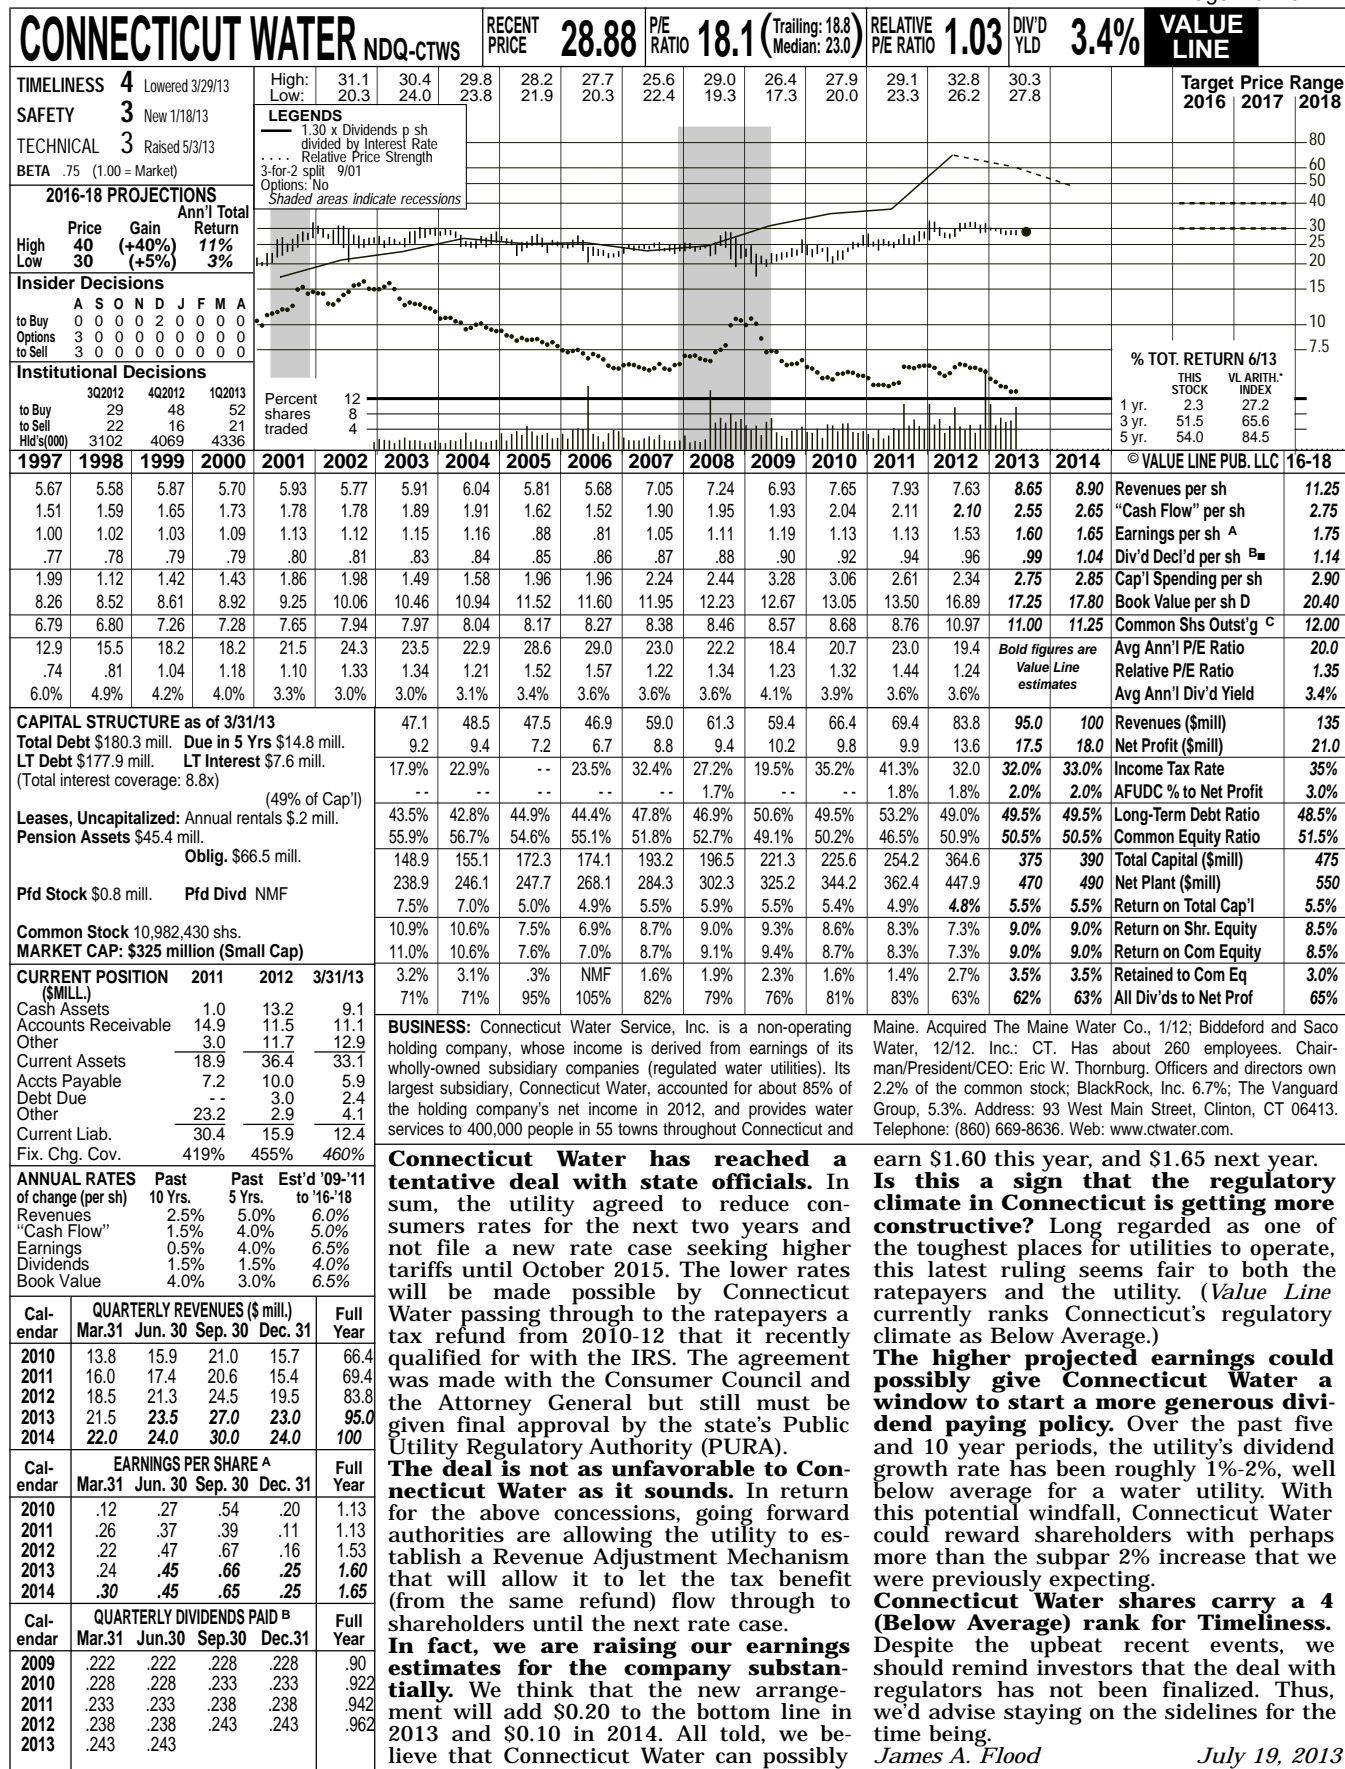 CONNECTICUT WATER NDQ-CTWS
RECENT PRICE 28.88
P/E RATIO 18.1 (Trailing: 18.8 Median: 23.0)
RELATIVE P/E RATIO 1.03
DIV'D YLD 3.4%
VALUE LINE
TIMELINESS 4 Lowered 3/29/13
SAFETY 3 New 1/18/13
TECHNICAL 3 Raised 5/3/13
BETA .75 (1.00 = Market)
2016-18 PROJECTIONS
Ann'l Total
Price Gain Return
High 40 (+40%) 11%
Low 30 (+5%) 3%
Insider Decisions
A S O N D J F M A
to Buy 0 0 0 0 2 0 0 0 0
Options 3 0 0 0 0 0 0 0 0
to Sell 3 0 0 0 0 0 0 0 0
Institutional Decisions
3Q2012 4Q2012 1Q2013
to Buy 29 48 52
to Sell 22 16 21
Hld's(000) 3102 4069 4336
High: 31.1 30.4 29.8 28.2 27.7 25.6 29.0 26.4 27.9 29.1 32.8 30.3
Low: 20.3 24.0 23.8 21.9 20.3 22.4 19.3 17.3 20.0 23.3 26.2 27.8
LEGENDS
1.30 x Dividends p sh
divided by Interest Rate
. . . . Relative Price Strength
3-for-2 split 9/01
Options: No
Shaded areas indicate recessions
Target Price Range
2016 2017 2018
80
60
50
40
30
25
20
15
10
7.5
Percent shares traded
12
8
4
% TOT. RETURN 6/13
THIS STOCK VL ARITH.* INDEX
1 yr. 2.3 27.2
3 yr. 51.5 65.6
5 yr. 54.0 84.5
1997 1998 1999 2000 2001 2002 2003 2004 2005 2006 2007 2008 2009 2010 2011 2012 2013 2014 © VALUE LINE PUB. LLC 16-18
5.67 5.58 5.87 5.70 5.93 5.77 5.91 6.04 5.81 5.68 7.05 7.24 6.93 7.65 7.93 7.63 8.65 8.90 Revenues per sh 11.25
1.51 1.59 1.65 1.73 1.78 1.78 1.89 1.91 1.62 1.52 1.90 1.95 1.93 2.04 2.11 2.10 2.55 2.65 “Cash Flow” per sh 2.75
1.00 1.02 1.03 1.09 1.13 1.12 1.15 1.16 .88 .81 1.05 1.11 1.19 1.13 1.13 1.53 1.60 1.65 Earnings per sh A 1.75
.77 .78 .79 .79 .80 .81 .83 .84 .85 .86 .87 .88 .90 .92 .94 .96 .99 1.04 Div'd Decl'd per sh B■ 1.14
1.99 1.12 1.42 1.43 1.86 1.98 1.49 1.58 1.96 1.96 2.24 2.44 3.28 3.06 2.61 2.34 2.75 2.85 Cap'l Spending per sh 2.90
8.26 8.52 8.61 8.92 9.25 10.06 10.46 10.94 11.52 11.60 11.95 12.23 12.67 13.05 13.50 16.89 17.25 17.80 Book Value per sh D 20.40
6.79 6.80 7.26 7.28 7.65 7.94 7.97 8.04 8.17 8.27 8.38 8.46 8.57 8.68 8.76 10.97 11.00 11.25 Common Shs Outst'g C 12.00
12.9 15.5 18.2 18.2 21.5 24.3 23.5 22.9 28.6 29.0 23.0 22.2 18.4 20.7 23.0 19.4 Bold figures are Avg Ann'l P/E Ratio 20.0
.74 .81 1.04 1.18 1.10 1.33 1.34 1.21 1.52 1.57 1.22 1.34 1.23 1.32 1.44 1.24 Value Line Relative P/E Ratio 1.35
6.0% 4.9% 4.2% 4.0% 3.3% 3.0% 3.0% 3.1% 3.4% 3.6% 3.6% 3.6% 4.1% 3.9% 3.6% 3.6% estimates Avg Ann'l Div'd Yield 3.4%
47.1 48.5 47.5 46.9 59.0 61.3 59.4 66.4 69.4 83.8 95.0 100 Revenues ($mill) 135
9.2 9.4 7.2 6.7 8.8 9.4 10.2 9.8 9.9 13.6 17.5 18.0 Net Profit ($mill) 21.0
17.9% 22.9% - - 23.5% 32.4% 27.2% 19.5% 35.2% 41.3% 32.0 32.0% 33.0% Income Tax Rate 35%
- - - - - - - - - - 1.7% - - - - 1.8% 1.8% 2.0% 2.0% AFUDC % to Net Profit 3.0%
43.5% 42.8% 44.9% 44.4% 47.8% 46.9% 50.6% 49.5% 53.2% 49.0% 49.5% 49.5% Long-Term Debt Ratio 48.5%
55.9% 56.7% 54.6% 55.1% 51.8% 52.7% 49.1% 50.2% 46.5% 50.9% 50.5% 50.5% Common Equity Ratio 51.5%
148.9 155.1 172.3 174.1 193.2 196.5 221.3 225.6 254.2 364.6 375 390 Total Capital ($mill) 475
238.9 246.1 247.7 268.1 284.3 302.3 325.2 344.2 362.4 447.9 470 490 Net Plant ($mill) 550
7.5% 7.0% 5.0% 4.9% 5.5% 5.9% 5.5% 5.4% 4.9% 4.8% 5.5% 5.5% Return on Total Cap'l 5.5%
10.9% 10.6% 7.5% 6.9% 8.7% 9.0% 9.3% 8.6% 8.3% 7.3% 9.0% 9.0% Return on Shr. Equity 8.5%
11.0% 10.6% 7.6% 7.0% 8.7% 9.1% 9.4% 8.7% 8.3% 7.3% 9.0% 9.0% Return on Com Equity 8.5%
3.2% 3.1% .3% NMF 1.6% 1.9% 2.3% 1.6% 1.4% 2.7% 3.5% 3.5% Retained to Com Eq 3.0%
71% 71% 95% 105% 82% 79% 76% 81% 83% 63% 62% 63% All Div'ds to Net Prof 65%
CAPITAL STRUCTURE as of 3/31/13
Total Debt $180.3 mill. Due in 5 Yrs $14.8 mill.
LT Debt $177.9 mill. LT Interest $7.6 mill.
(Total interest coverage: 8.8x)
(49% of Cap'l)
Leases, Uncapitalized: Annual rentals $.2 mill.
Pension Assets $45.4 mill.
Oblig. $66.5 mill.
Pfd Stock $0.8 mill. Pfd Divd NMF
Common Stock 10,982,430 shs.
MARKET CAP: $325 million (Small Cap)
CURRENT POSITION 2011 2012 3/31/13
($MILL.)
Cash Assets 1.0 13.2 9.1
Accounts Receivable 14.9 11.5 11.1
Other 3.0 11.7 12.9
Current Assets 18.9 36.4 33.1
Accts Payable 7.2 10.0 5.9
Debt Due - - 3.0 2.4
Other 23.2 2.9 4.1
Current Liab. 30.4 15.9 12.4
Fix. Chg. Cov. 419% 455% 460%
ANNUAL RATES Past Past Est'd '09-'11
of change (per sh) 10 Yrs. 5 Yrs. to '16-'18
Revenues 2.5% 5.0% 6.0%
“Cash Flow” 1.5% 4.0% 5.0%
Earnings 0.5% 4.0% 6.5%
Dividends 1.5% 1.5% 4.0%
Book Value 4.0% 3.0% 6.5%
Cal- QUARTERLY REVENUES ($ mill.) Full
endar Mar.31 Jun. 30 Sep. 30 Dec. 31 Year
2010 13.8 15.9 21.0 15.7 66.4
2011 16.0 17.4 20.6 15.4 69.4
2012 18.5 21.3 24.5 19.5 83.8
2013 21.5 23.5 27.0 23.0 95.0
2014 22.0 24.0 30.0 24.0 100
Cal- EARNINGS PER SHARE A Full
endar Mar.31 Jun. 30 Sep. 30 Dec. 31 Year
2010 .12 .27 .54 .20 1.13
2011 .26 .37 .39 .11 1.13
2012 .22 .47 .67 .16 1.53
2013 .24 .45 .66 .25 1.60
2014 .30 .45 .65 .25 1.65
Cal- QUARTERLY DIVIDENDS PAID B Full
endar Mar.31 Jun.30 Sep.30 Dec.31 Year
2009 .222 .222 .228 .228 .90
2010 .228 .228 .233 .233 .922
2011 .233 .233 .238 .238 .942
2012 .238 .238 .243 .243 .962
2013 .243 .243
BUSINESS: Connecticut Water Service, Inc. is a non-operating
holding company, whose income is derived from earnings of its
wholly-owned subsidiary companies (regulated water utilities). Its
largest subsidiary, Connecticut Water, accounted for about 85% of
the holding company's net income in 2012, and provides water
services to 400,000 people in 55 towns throughout Connecticut and
Maine. Acquired The Maine Water Co., 1/12; Biddeford and Saco
Water, 12/12. Inc.: CT. Has about 260 employees. Chair-
man/President/CEO: Eric W. Thornburg. Officers and directors own
2.2% of the common stock; BlackRock, Inc. 6.7%; The Vanguard
Group, 5.3%. Address: 93 West Main Street, Clinton, CT 06413.
Telephone: (860) 669-8636. Web: www.ctwater.com.
Connecticut Water has reached a
tentative deal with state officials. In
sum, the utility agreed to reduce con-
sumers rates for the next two years and
not file a new rate case seeking higher
tariffs until October 2015. The lower rates
will be made possible by Connecticut
Water passing through to the ratepayers a
tax refund from 2010-12 that it recently
qualified for with the IRS. The agreement
was made with the Consumer Council and
the Attorney General but still must be
given final approval by the state's Public
Utility Regulatory Authority (PURA).
The deal is not as unfavorable to Con-
necticut Water as it sounds. In return
for the above concessions, going forward
authorities are allowing the utility to es-
tablish a Revenue Adjustment Mechanism
that will allow it to let the tax benefit
(from the same refund) flow through to
shareholders until the next rate case.
In fact, we are raising our earnings
estimates for the company substan-
tially. We think that the new arrange-
ment will add $0.20 to the bottom line in
2013 and $0.10 in 2014. All told, we be-
lieve that Connecticut Water can possibly
earn $1.60 this year, and $1.65 next year.
Is this a sign that the regulatory
climate in Connecticut is getting more
constructive? Long regarded as one of
the toughest places for utilities to operate,
this latest ruling seems fair to both the
ratepayers and the utility. (Value Line
currently ranks Connecticut's regulatory
climate as Below Average.)
The higher projected earnings could
possibly give Connecticut Water a
window to start a more generous divi-
dend paying policy. Over the past five
and 10 year periods, the utility's dividend
growth rate has been roughly 1%-2%, well
below average for a water utility. With
this potential windfall, Connecticut Water
could reward shareholders with perhaps
more than the subpar 2% increase that we
were previously expecting.
Connecticut Water shares carry a 4
(Below Average) rank for Timeliness.
Despite the upbeat recent events, we
should remind investors that the deal with
regulators has not been finalized. Thus,
we'd advise staying on the sidelines for the
time being.
James A. Flood July 19, 2013